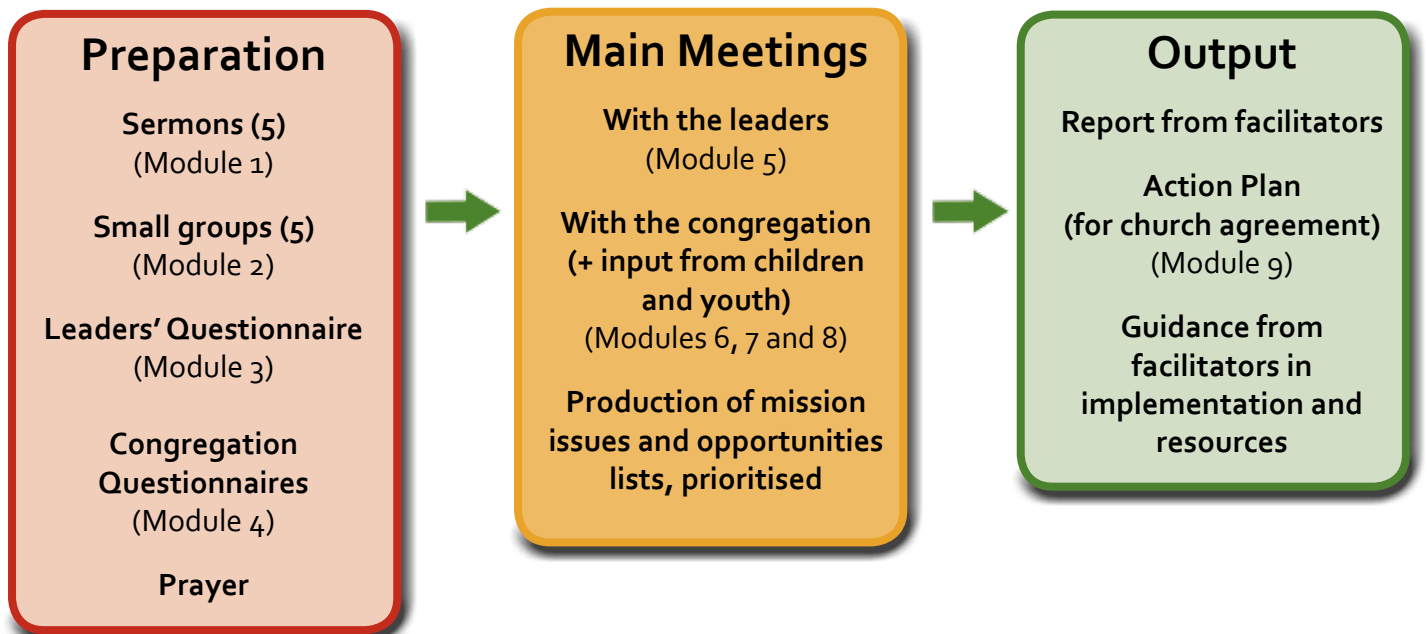 Preparation
Sermons (5)
(Module 1)
Small groups (5)
(Module 2)
Leaders’ Questionnaire
(Module 3)
Congregation
Questionnaires
(Module 4)
Prayer
Main Meetings
With the leaders
(Module 5)
With the congregation
(+ input from children
and youth)
(Modules 6, 7 and 8)
Production of mission
issues and opportunities
lists, prioritised
Output
Report from facilitators
Action Plan
(for church agreement)
(Module 9)
Guidance from
facilitators in
implementation and
resources